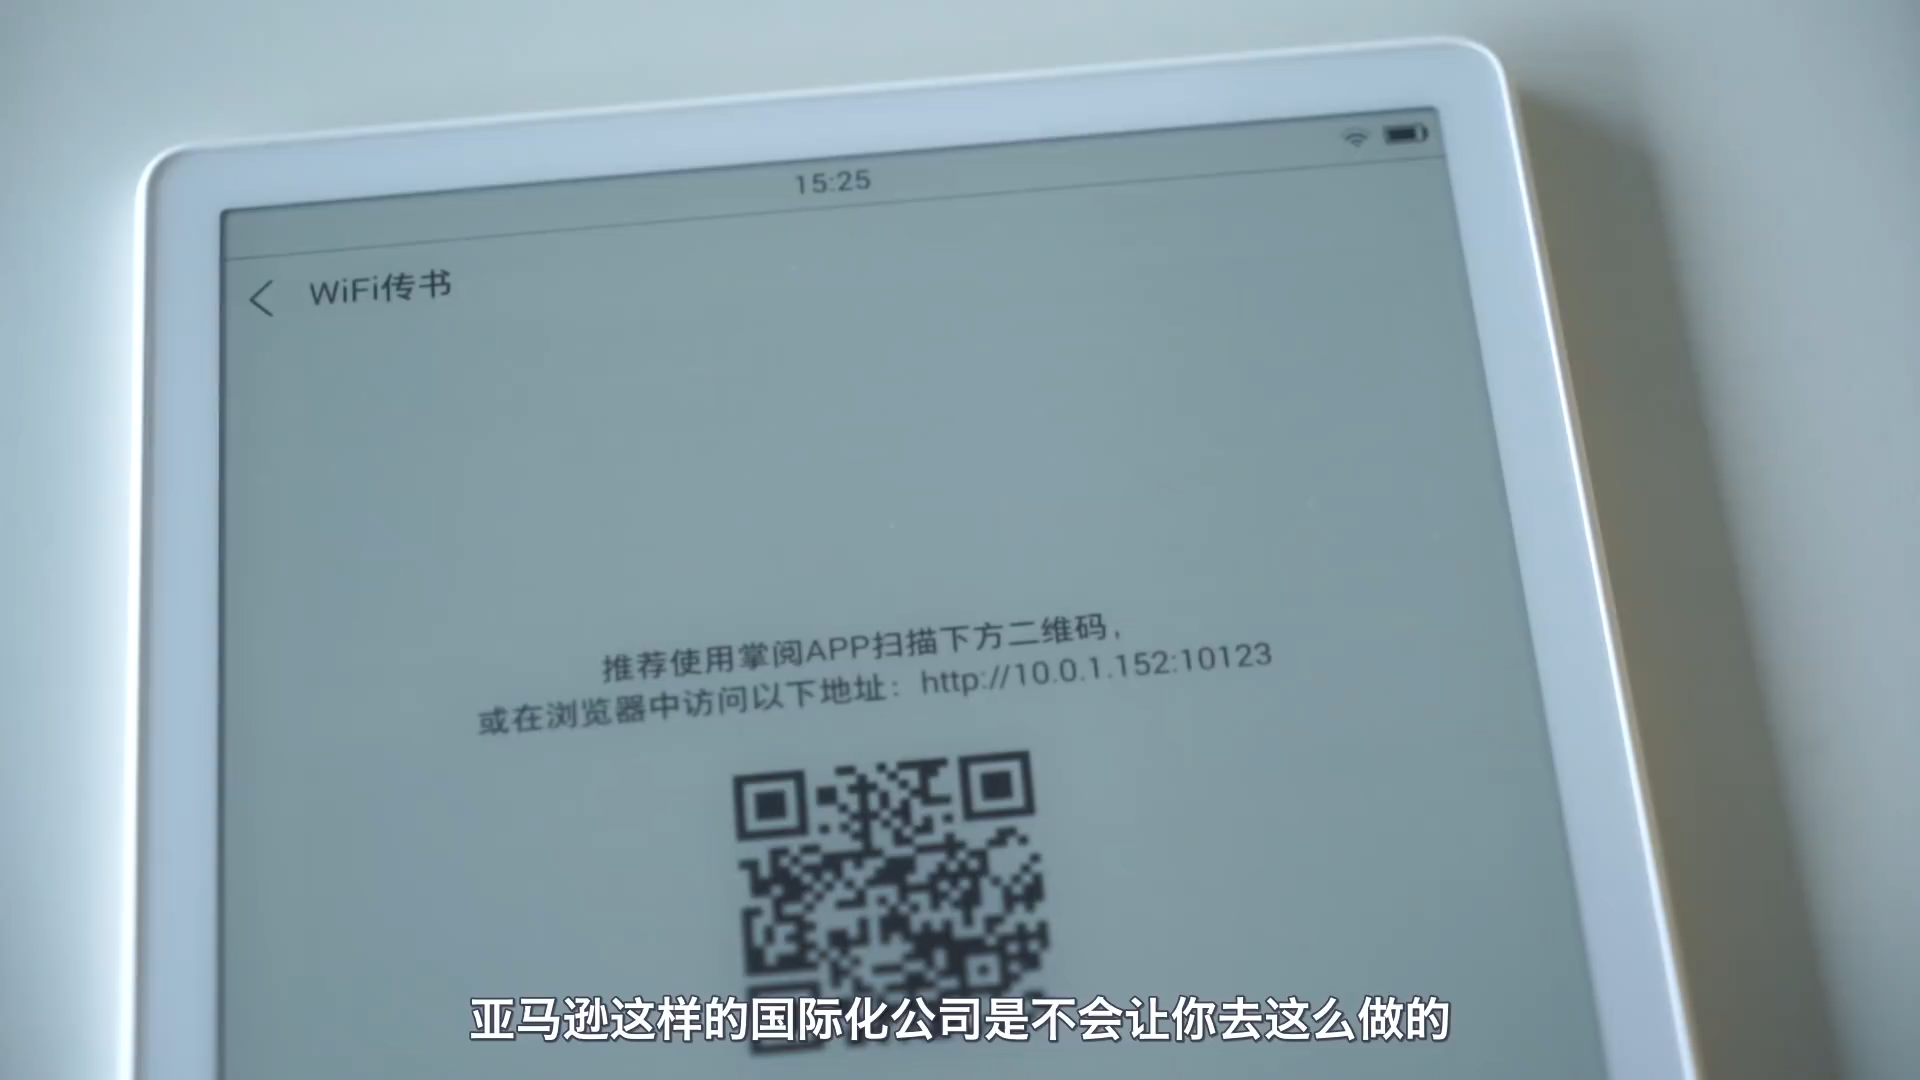 15:25
WiFi传书
推荐使用掌阅APP扫描下方二维码，
或在浏览器中访问以下地址：http://10.0.1.152:10123
亚马逊这样的国际化公司是不会让你去这么做的